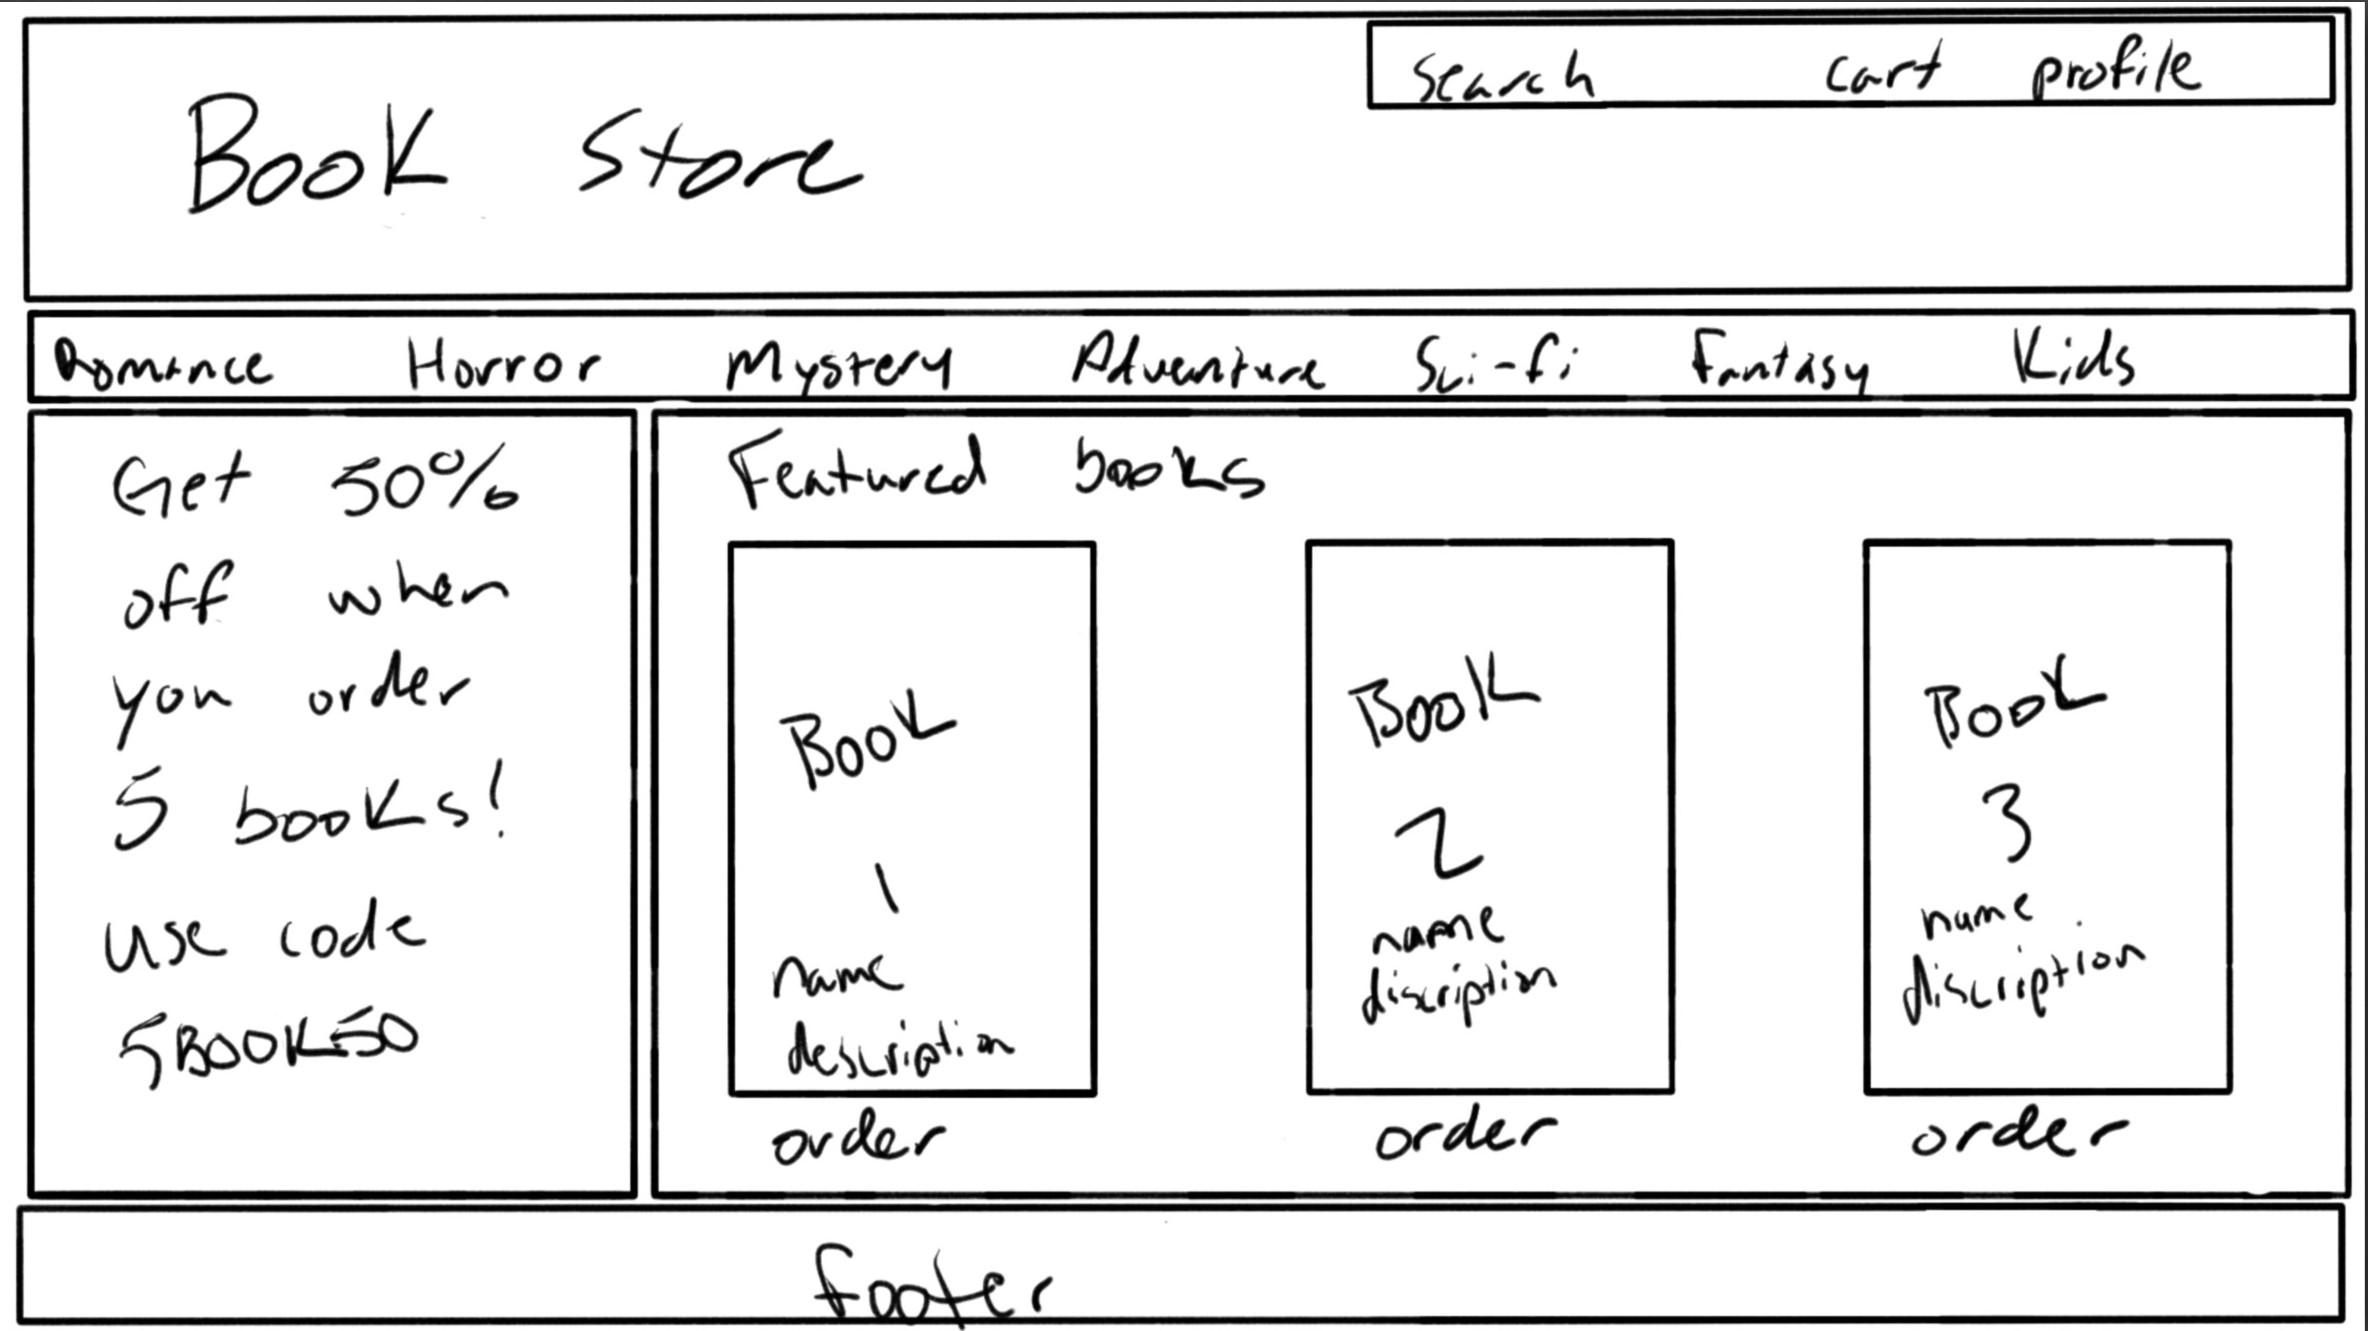 search cart profile
Book Store
Romance Horror Mystery Adventure Sci-fi Fantasy Kids
Get 50%
off when
you order
5 books!
use code
5BOOK50
Featured books
Book
1
name
description
order
Book
2
name
discription
order
Book
3
name
discription
order
footer